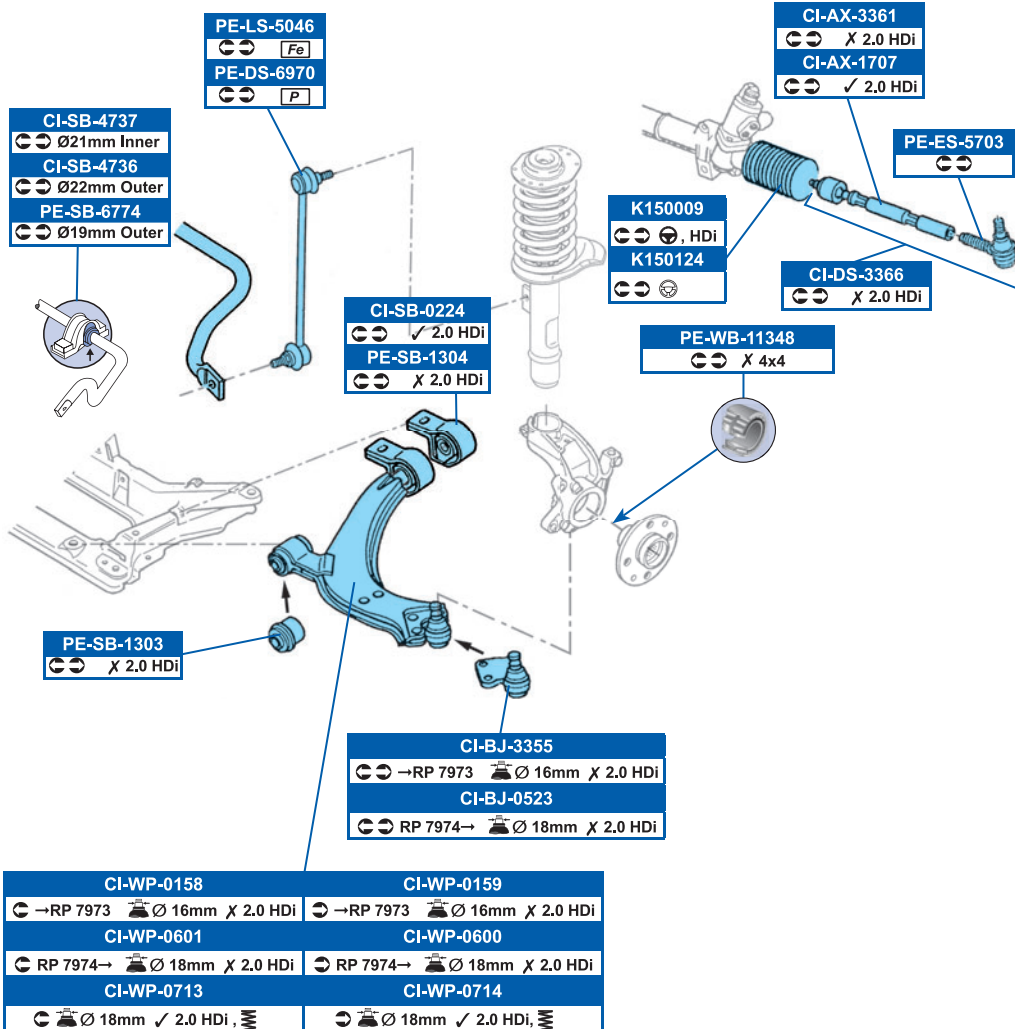 PE-LS-5046
Fe
PE-DS-6970
P
CI-AX-3361
✗ 2.0 HDi
CI-AX-1707
✓ 2.0 HDi
CI-SB-4737
Ø21mm Inner
CI-SB-4736
Ø22mm Outer
PE-SB-6774
Ø19mm Outer
PE-ES-5703
K150009
, HDi
K150124
CI-DS-3366
✗ 2.0 HDi
CI-SB-0224
✓ 2.0 HDi
PE-SB-1304
✗ 2.0 HDi
PE-WB-11348
✗ 4x4
PE-SB-1303
✗ 2.0 HDi
CI-BJ-3355
→RP 7973 Ø 16mm ✗ 2.0 HDi
CI-BJ-0523
RP 7974→ Ø 18mm ✗ 2.0 HDi
CI-WP-0158
→RP 7973 Ø 16mm ✗ 2.0 HDi
CI-WP-0159
→RP 7973 Ø 16mm ✗ 2.0 HDi
CI-WP-0601
RP 7974→ Ø 18mm ✗ 2.0 HDi
CI-WP-0600
RP 7974→ Ø 18mm ✗ 2.0 HDi
CI-WP-0713
Ø 18mm ✓ 2.0 HDi ,
CI-WP-0714
Ø 18mm ✓ 2.0 HDi,